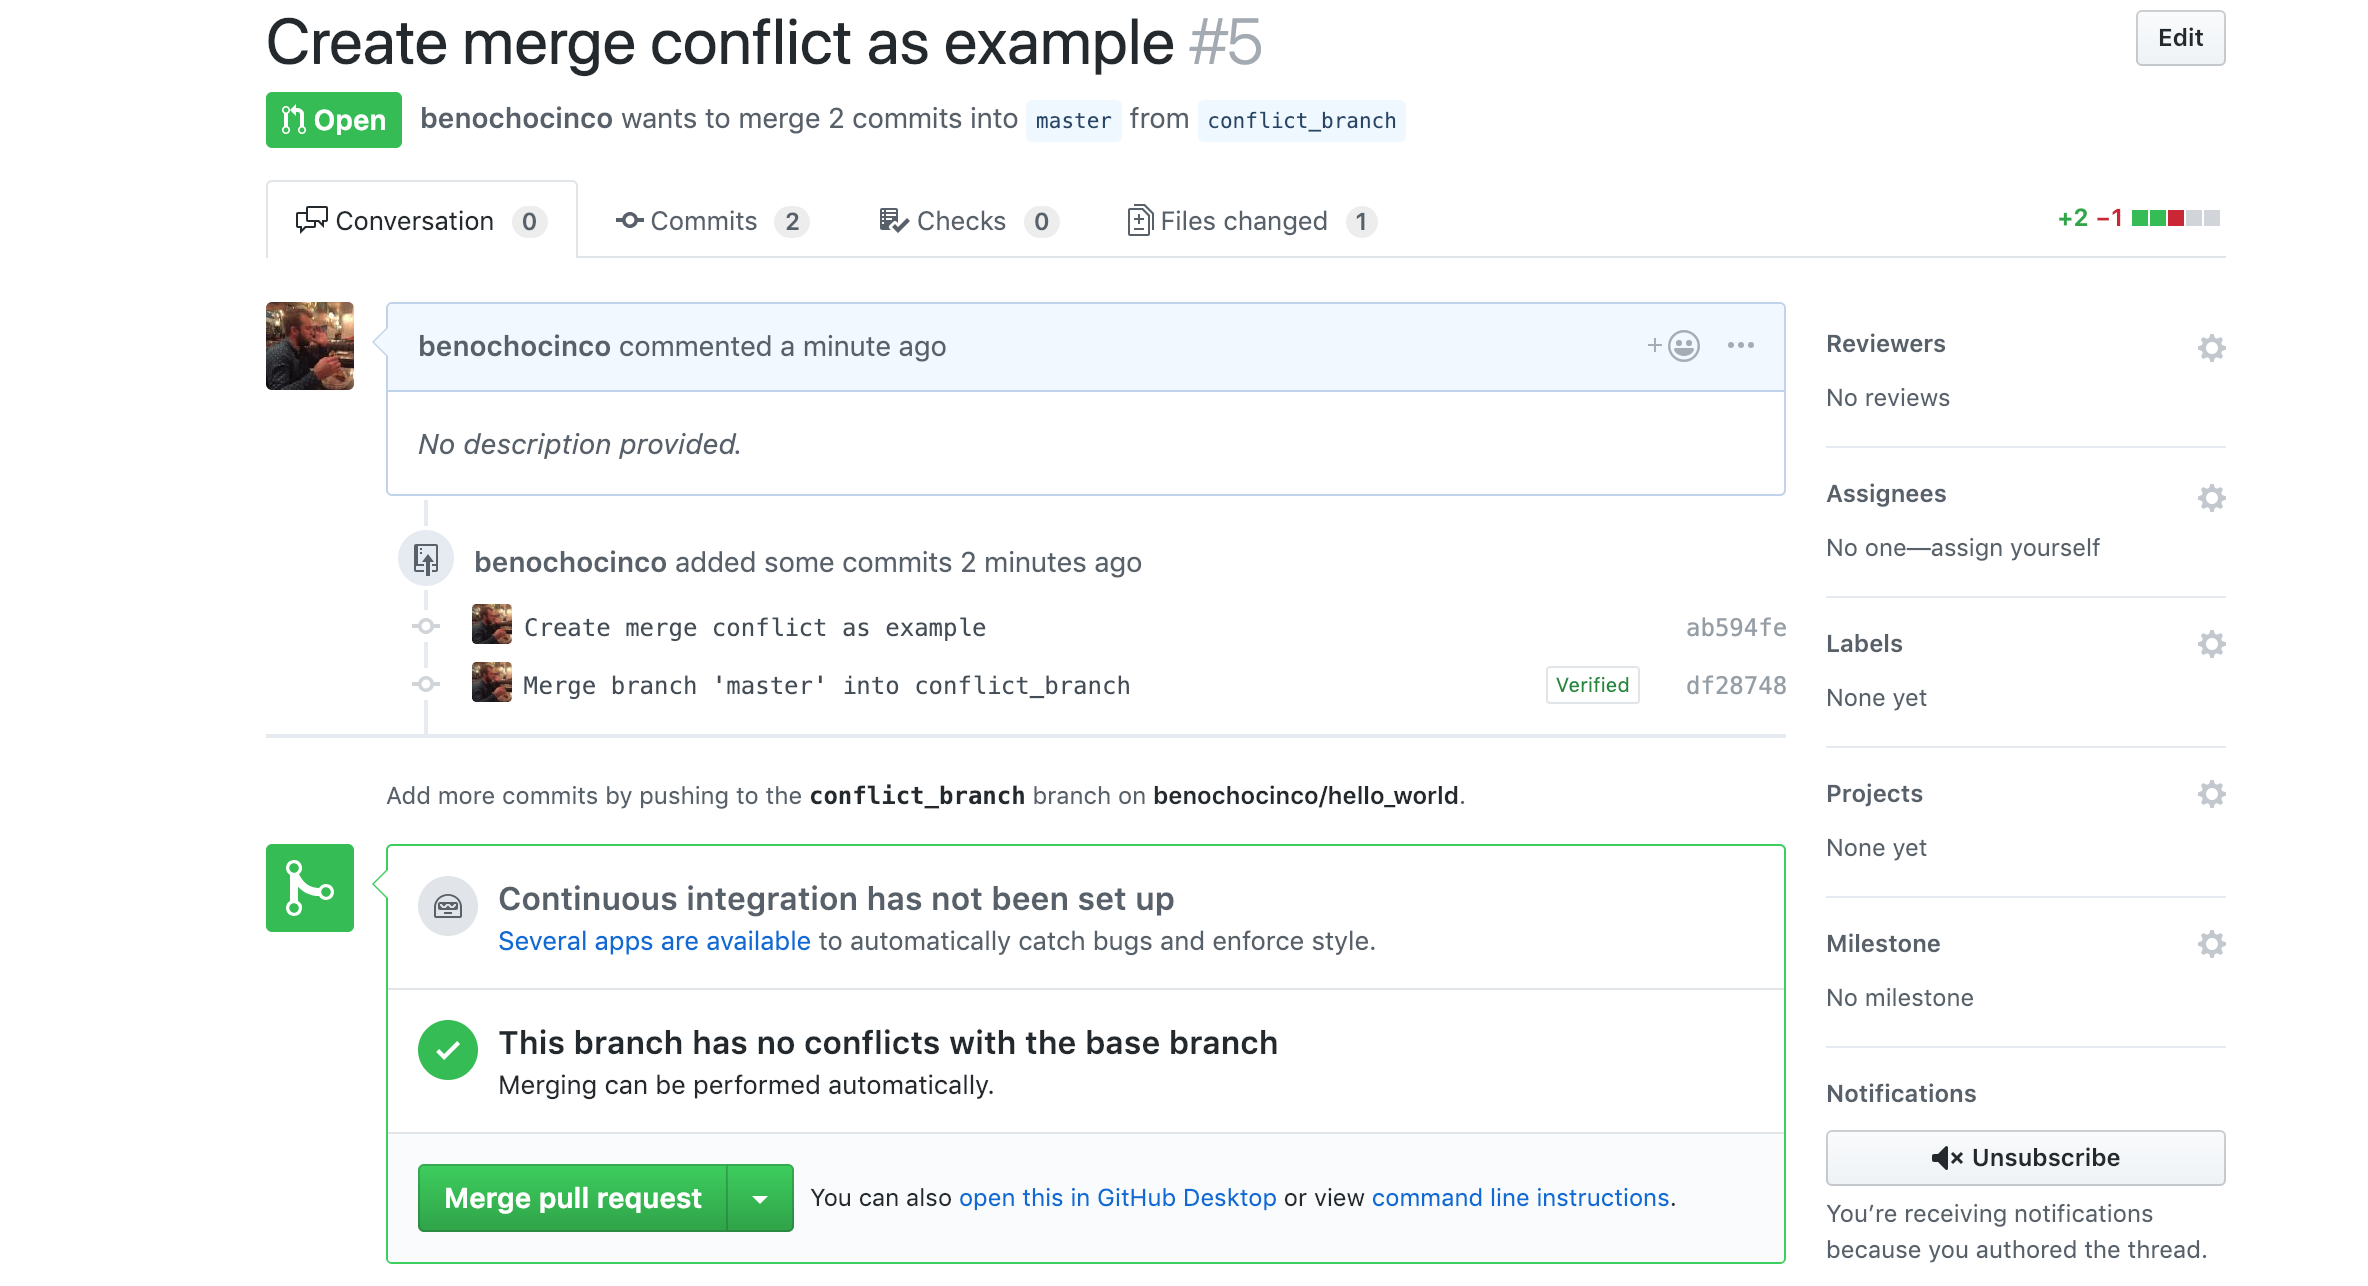 Create merge conflict as example #5
Edit
Open benochocinco wants to merge 2 commits into master from conflict_branch
Conversation 0 Commits 2 Checks 0 Files changed 1 +2 −1
benochocinco commented a minute ago
No description provided.
benochocinco added some commits 2 minutes ago
Create merge conflict as example ab594fe
Merge branch 'master' into conflict_branch Verified df28748
Add more commits by pushing to the conflict_branch branch on benochocinco/hello_world.
Continuous integration has not been set up
Several apps are available to automatically catch bugs and enforce style.
This branch has no conflicts with the base branch
Merging can be performed automatically.
Merge pull request You can also open this in GitHub Desktop or view command line instructions.
Reviewers
No reviews
Assignees
No one—assign yourself
Labels
None yet
Projects
None yet
Milestone
No milestone
Notifications
Unsubscribe
You’re receiving notifications
because you authored the thread.